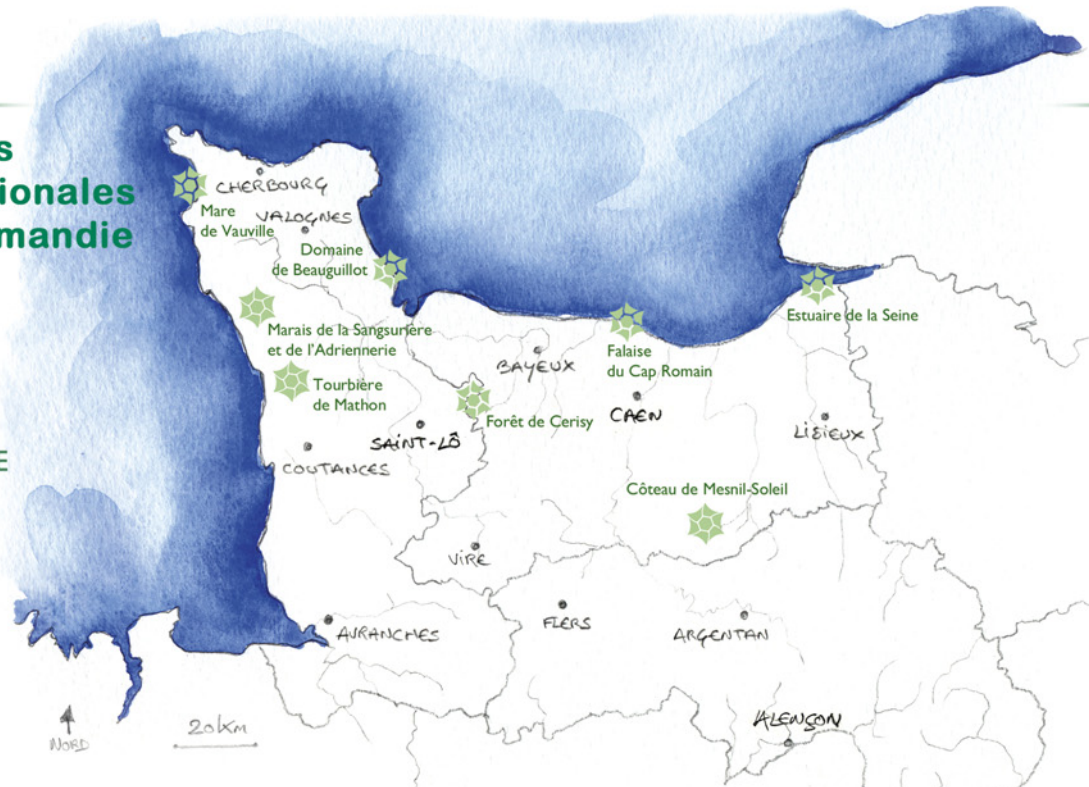 s
ionales
mandie
E
CHERBOURG
Mare
de Vauville
VALOGNES
Domaine
de Beauguillot
Marais de la Sangsurière
et de l'Adriennerie
Tourbière
de Mathon
BAYEUX
Falaise
du Cap Romain
Estuaire de la Seine
Forêt de Cerisy
SAINT-LÔ
CAEN
LISIEUX
COUTANCES
Côteau de Mesnil-Soleil
VIRE
AVRANCHES
FLERS
ARGENTAN
ALENÇON
NORD
20km